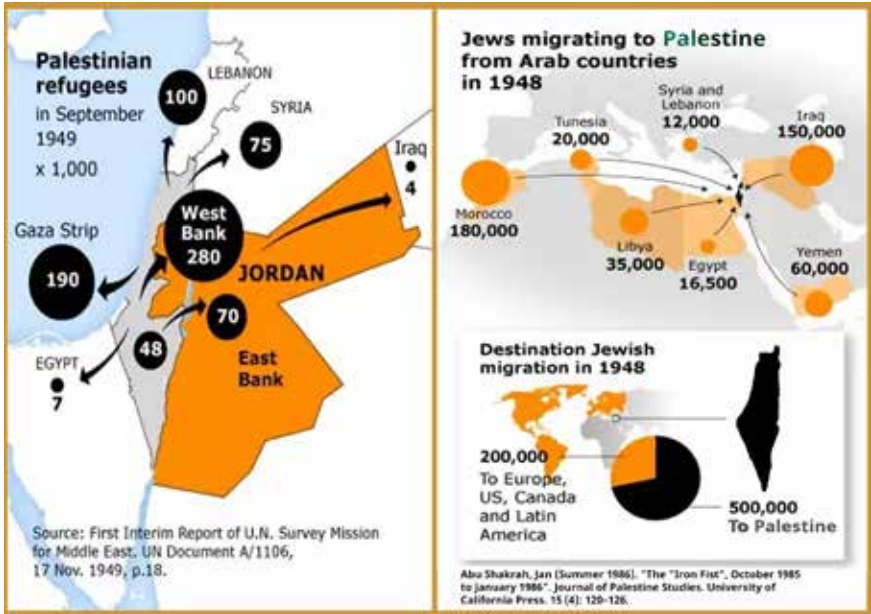 Palestinian
refugees
in September
1949
x 1,000
LEBANON
100
SYRIA
75
Iraq
4
West
Bank
280
Gaza Strip
190
JORDAN
70
48
East
Bank
EGYPT
7
Source: First Interim Report of U.N. Survey Mission
for Middle East. UN Document A/1106,
17 Nov. 1949, p.18.
Jews migrating to Palestine
from Arab countries
in 1948
Tunesia
20,000
Syria and
Lebanon
12,000
Iraq
150,000
Morocco
180,000
Libya
35,000
Egypt
16,500
Yemen
60,000
Destination Jewish
migration in 1948
200,000
To Europe,
US, Canada
and Latin
America
500,000
To Palestine
Abu Shakrah, Jan (Summer 1986). "The "Iron Fist", October 1985
to January 1986". Journal of Palestine Studies. University of
California Press. 15 (4): 120–126.